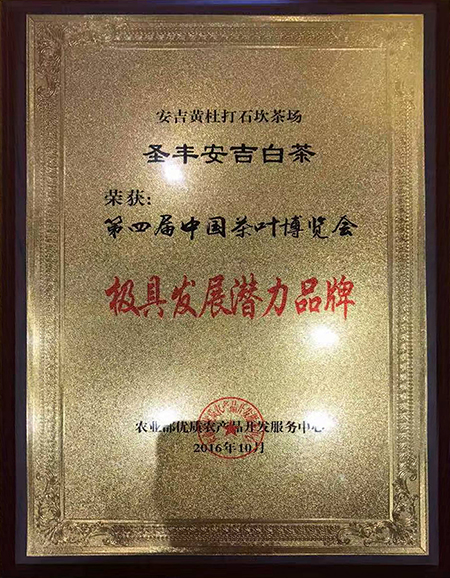 安吉黄杜打石坎茶场
圣丰安吉白茶
荣获:
第四届中国茶叶博览会
极具发展潜力品牌
农业部优质农产品开发服务中心
2016年10月